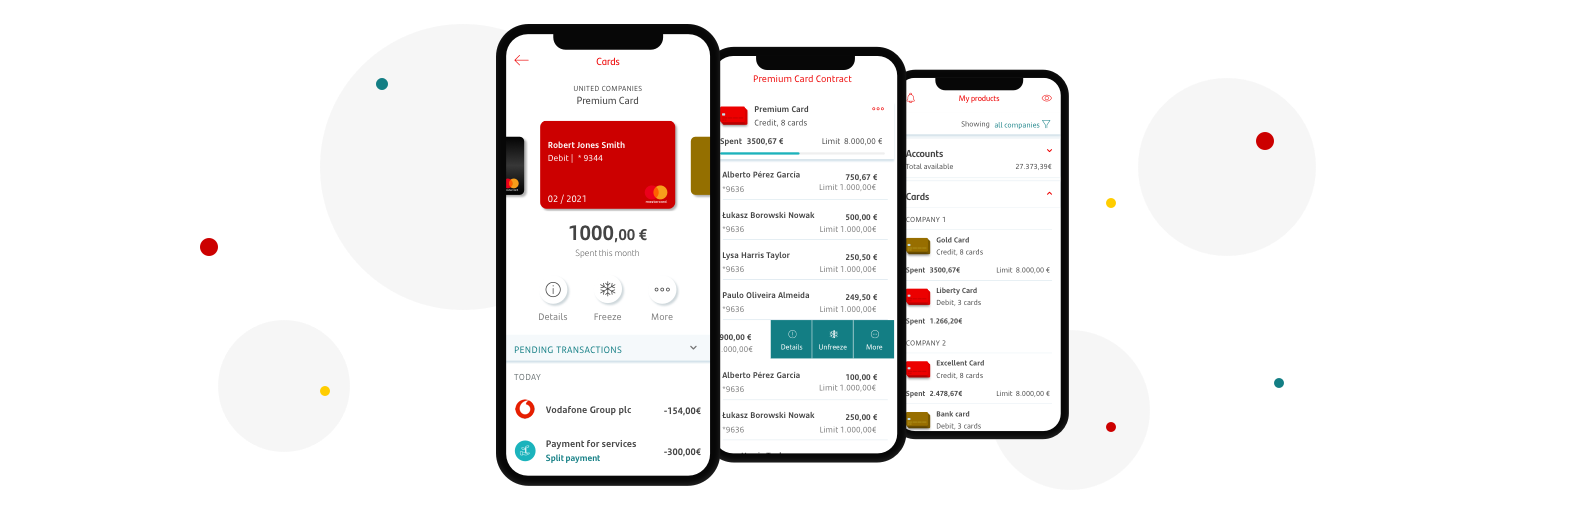 Cards
UNITED COMPANIES
Premium Card
Robert Jones Smith
Debit | * 9344
02 / 2021
1000,00 €
Spent this month
Details Freeze More
PENDING TRANSACTIONS
TODAY
Vodafone Group plc -154,00€
Payment for services -300,00€
Split payment
Premium Card Contract
Premium Card
Credit, 8 cards
Spent 3500,67 € Limit 8.000,00 €
Alberto Pérez Garcia 750,67 €
*9636 Limit 1.000,00€
Łukasz Borowski Nowak 500,00 €
*9636 Limit 1.000,00€
Lysa Harris Taylor 250,50 €
*9636 Limit 1.000,00€
Paulo Oliveira Almeida 249,50 €
*9636 Limit 1.000,00€
900,00 €
.000,00€ Details Unfreeze More
Alberto Pérez Garcia 100,00 €
*9636 Limit 1.000,00€
Łukasz Borowski Nowak 250,00 €
*9636 Limit 1.000,00€
My products
Showing all companies
Accounts
Total available 27.373,39€
Cards
COMPANY 1
Gold Card
Credit, 8 cards
Spent 3500,67€ Limit 8.000,00 €
Liberty Card
Debit, 3 cards
Spent 1.266,20€
COMPANY 2
Excellent Card
Credit, 8 cards
Spent 2.478,67€ Limit 8.000,00 €
Bank card
Debit, 3 cards